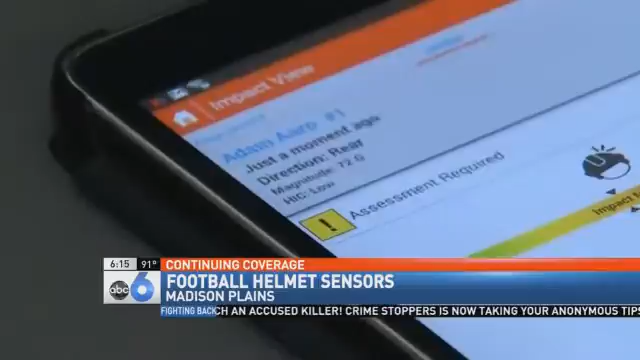 Impact View
Adam Aaro #1
Just a moment ago
Direction: Rear
Magnitude: 72 G
HIC: Low
Assessment Required
Impact M
6:15 91°
CONTINUING COVERAGE
abc 6
FOOTBALL HELMET SENSORS
MADISON PLAINS
FIGHTING BACK
CH AN ACCUSED KILLER! CRIME STOPPERS IS NOW TAKING YOUR ANONYMOUS TIPS